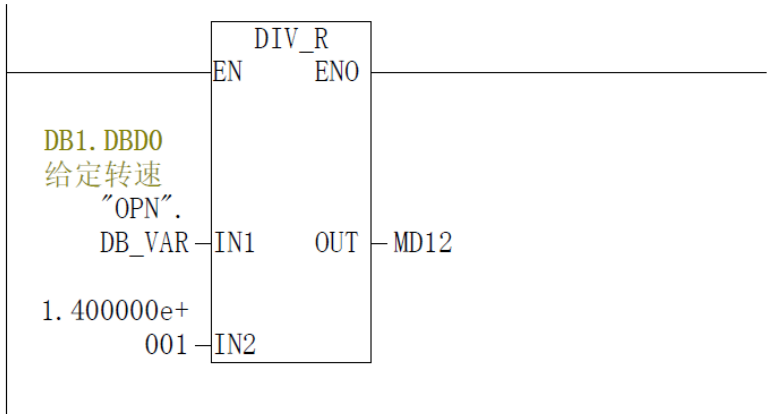 DIV_R
EN ENO
DB1.DBD0
给定转速
"OPN".
DB_VAR IN1 OUT MD12
1.400000e+
001 IN2